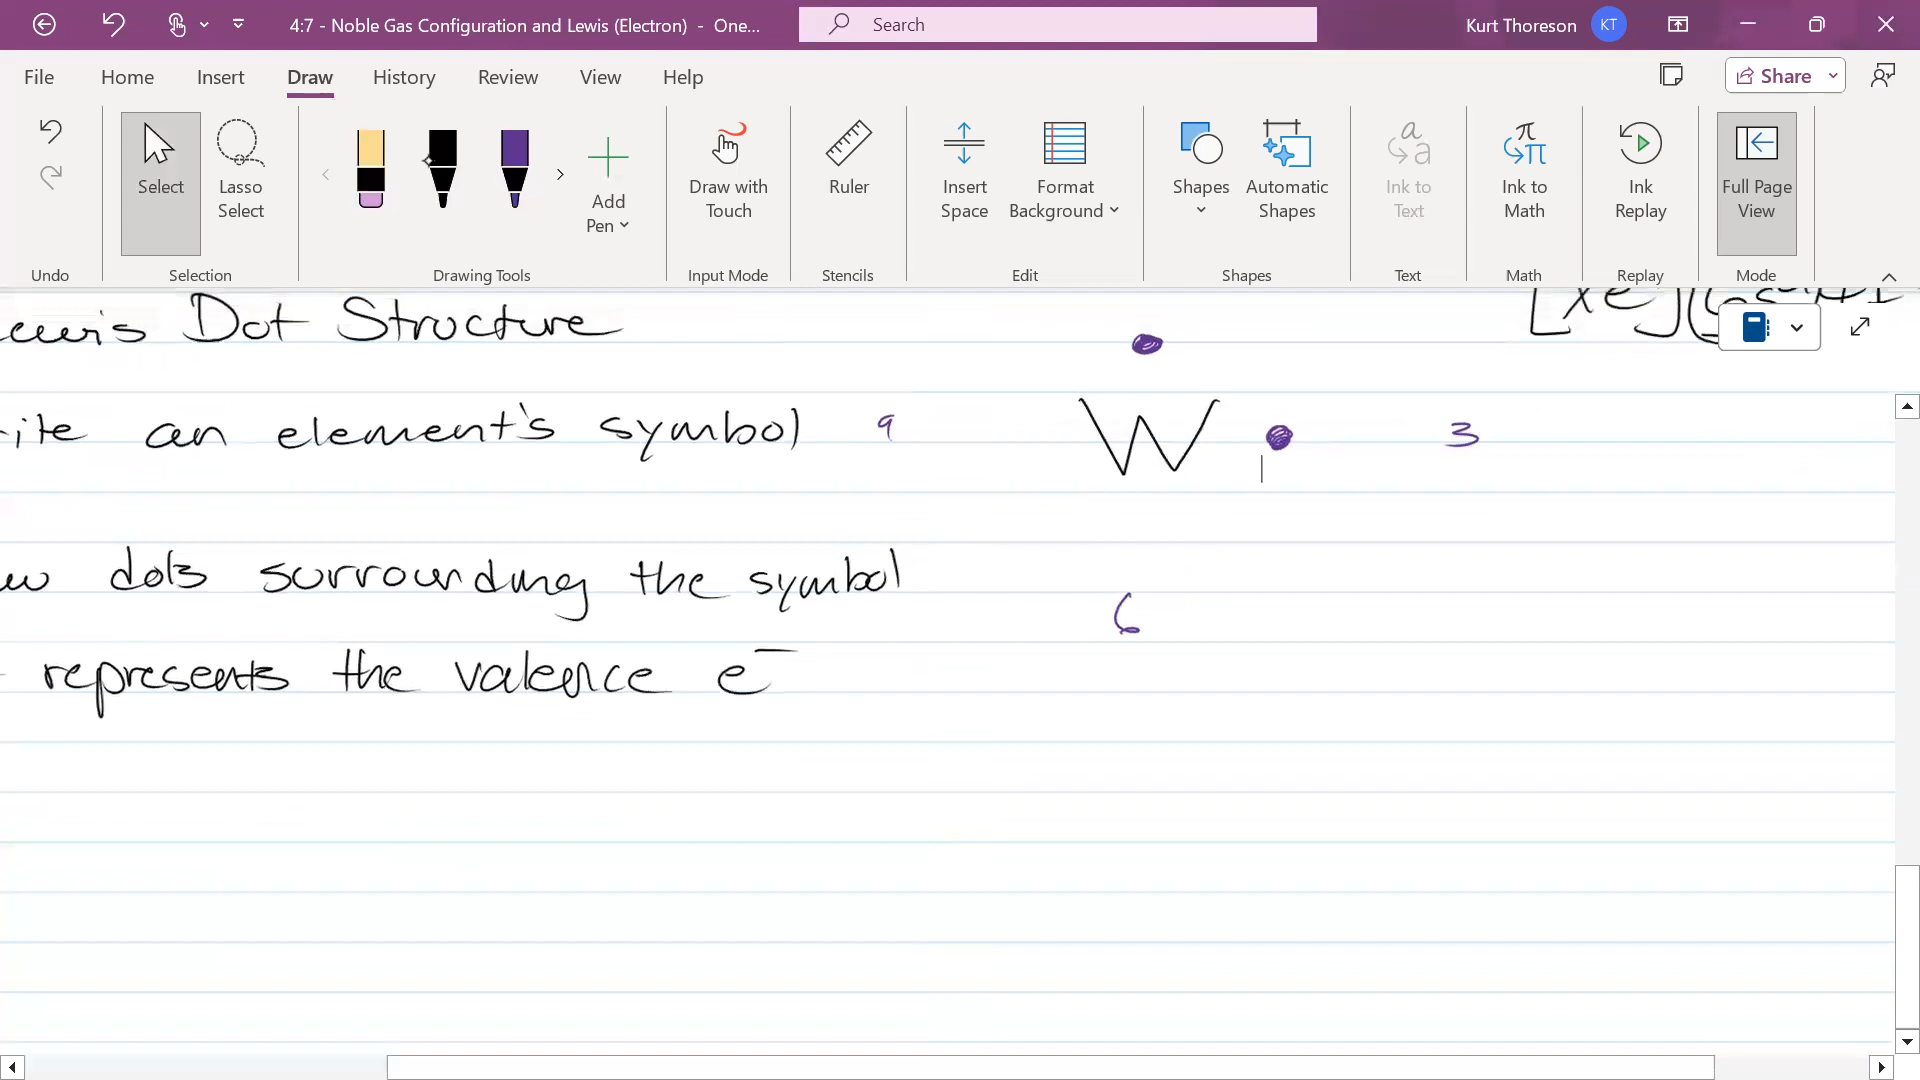 4:7 - Noble Gas Configuration and Lewis (Electron) - One...
Search
Kurt Thoreson KT
File Home Insert Draw History Review View Help
Share
Select
Lasso Select
Add Pen
Draw with Touch
Ruler
Insert Space
Format Background
Shapes
Automatic Shapes
Ink to Text
Ink to Math
Ink Replay
Full Page View
Undo Selection Drawing Tools Input Mode Stencils Edit Shapes Text Math Replay Mode
ewis Dot Structure
[Xe]
ite an element's symbol 9 W 3
w dots surrounding the symbol
6
- represents the valence e⁻